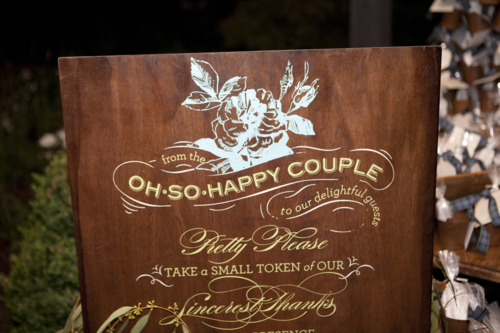 from the
OH·SO·HAPPY COUPLE
to our delightful guests
Pretty Please
TAKE A SMALL TOKEN of OUR
Sincerest Thanks
PRESENCE